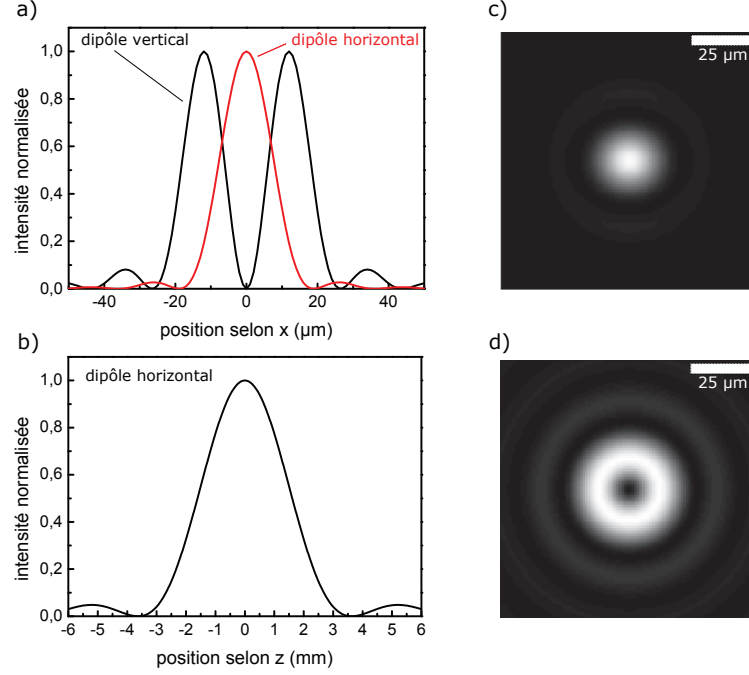 a)
dipôle vertical
dipôle horizontal
intensité normalisée
1,0
0,8
0,6
0,4
0,2
0,0
-40 -20 0 20 40
position selon x (µm)
c)
25 µm
b)
dipôle horizontal
intensité normalisée
1,0
0,8
0,6
0,4
0,2
0,0
-6 -5 -4 -3 -2 -1 0 1 2 3 4 5 6
position selon z (mm)
d)
25 µm